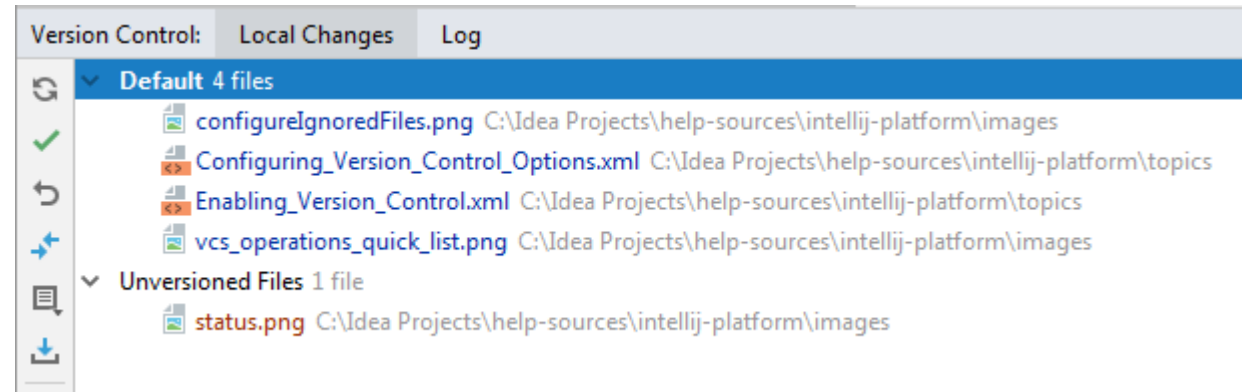 Version Control: Local Changes Log
Default 4 files
configureIgnoredFiles.png C:\Idea Projects\help-sources\intellij-platform\images
Configuring_Version_Control_Options.xml C:\Idea Projects\help-sources\intellij-platform\topics
Enabling_Version_Control.xml C:\Idea Projects\help-sources\intellij-platform\topics
vcs_operations_quick_list.png C:\Idea Projects\help-sources\intellij-platform\images
Unversioned Files 1 file
status.png C:\Idea Projects\help-sources\intellij-platform\images